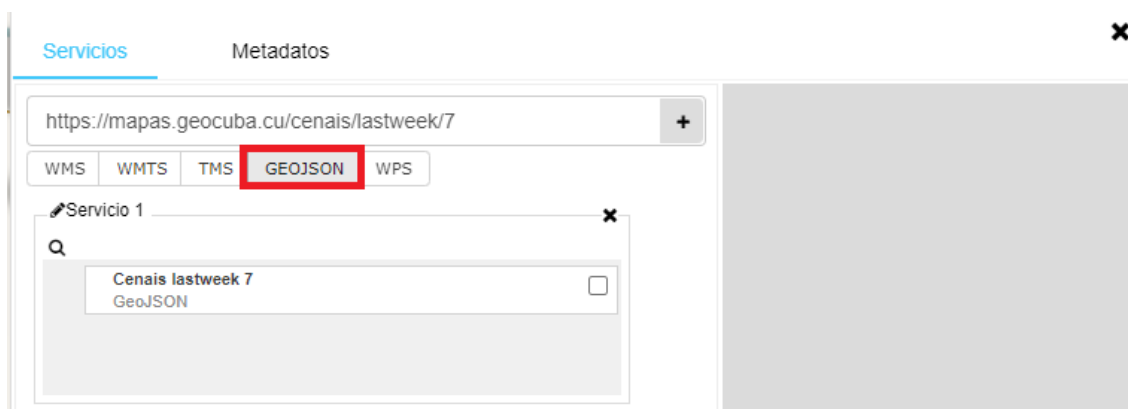 Servicios Metadatos
https://mapas.geocuba.cu/cenais/lastweek/7 +
WMS WMTS TMS GEOJSON WPS
Servicio 1
Cenais lastweek 7
GeoJSON